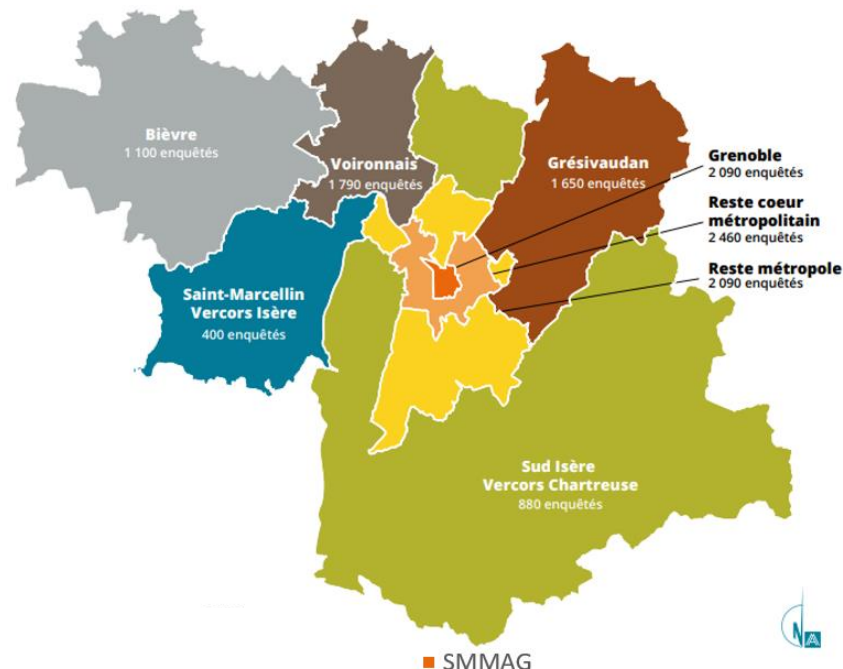 Bièvre
1 100 enquêtés
Voironnais
1 790 enquêtés
Grésivaudan
1 650 enquêtés
Grenoble
2 090 enquêtés
Reste coeur
métropolitain
2 460 enquêtés
Reste métropole
2 090 enquêtés
Saint-Marcellin
Vercors Isère
400 enquêtés
Sud Isère
Vercors Chartreuse
880 enquêtés
N
SMMAG